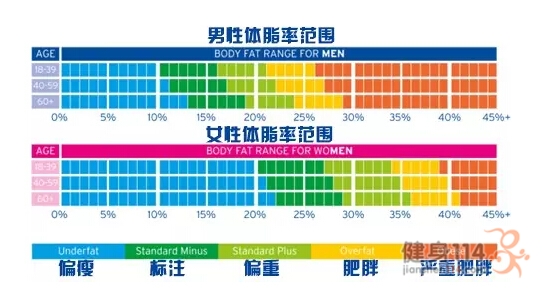 男性体脂率范围
AGE BODY FAT RANGE FOR MEN
18-39
40-59
60+
0% 5% 10% 15% 20% 25% 30% 35% 40% 45%+
女性体脂率范围
AGE BODY FAT RANGE FOR WOMEN
18-39
40-59
60+
0% 5% 10% 15% 20% 25% 30% 35% 40% 45%+
Underfat Standard Minus Standard Plus Overfat
偏瘦 标注 偏重 肥胖 严重肥胖
健身114